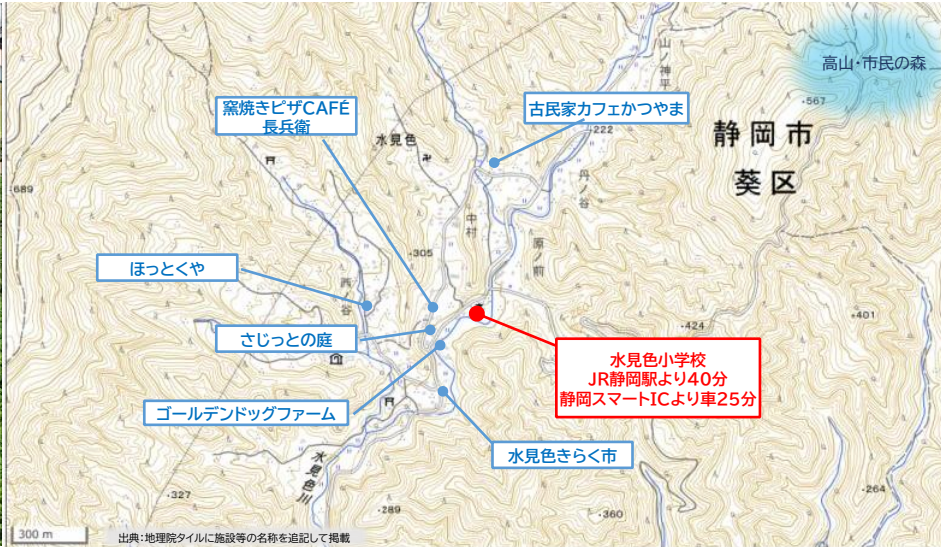 高山・市民の森
・567
窯焼きピザCAFÉ
長兵衛
古民家カフェかつやま
山ノ神平
・222
静岡市
葵区
水見色
丹ノ谷
・689
中村
原ノ前
・305
ほっとくや
西ノ谷
・401
・424
さじっとの庭
水見色小学校
JR静岡駅より40分
静岡スマートICより車25分
ゴールデンドッグファーム
水見色きらく市
水見色川
・327
・289
・360
・264
300 m
出典:地理院タイルに施設等の名称を追記して掲載